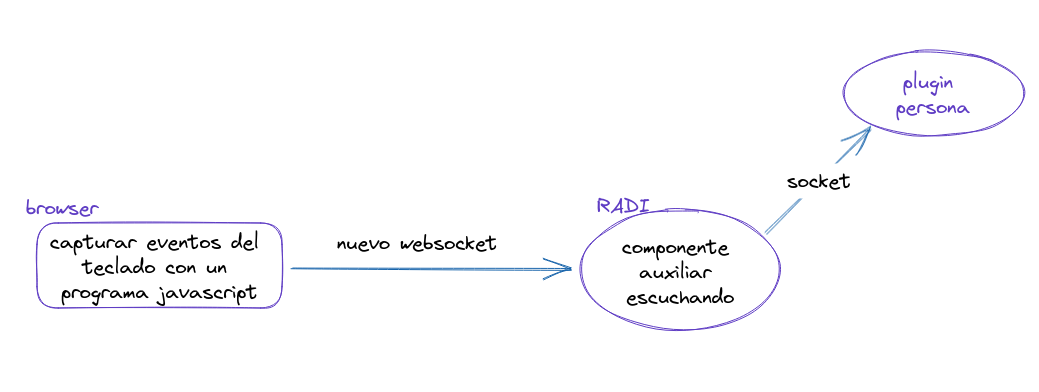 plugin
persona
socket
browser
RADI
capturar eventos del
teclado con un
programa javascript
nuevo websocket
componente
auxiliar
escuchando